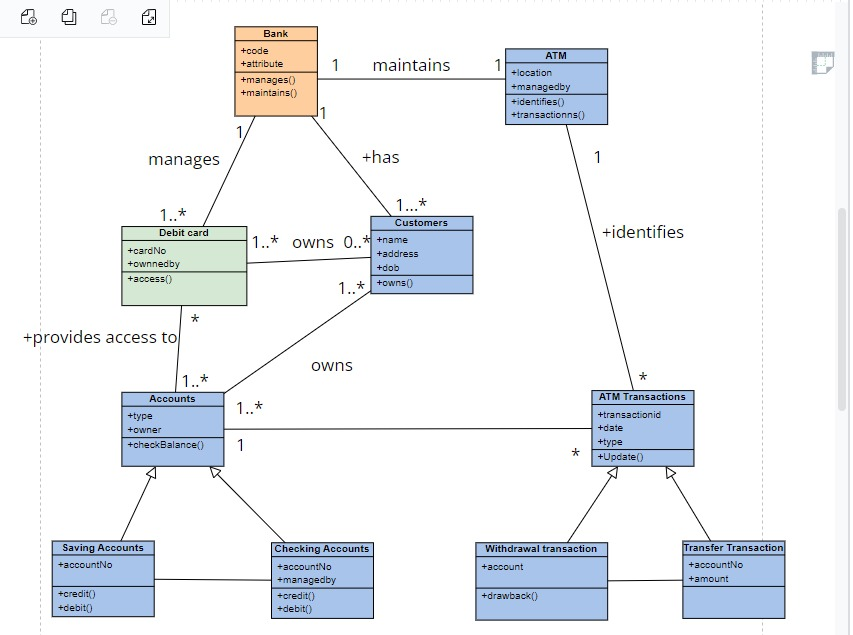 Bank
+code
+attribute
+manages()
+maintains()
1 maintains 1
ATM
+location
+managedby
+identifies()
+transactionns()
1
1
1
manages
+has
1..*
1...*
+identifies
Debit card
+cardNo
+ownnedby
+access()
1..* owns 0..*
Customers
+name
+address
+dob
+owns()
1..*
*
+provides access to
owns
1..*
*
Accounts
+type
+owner
+checkBalance()
1..*
1
*
ATM Transactions
+transactionid
+date
+type
+Update()
Saving Accounts
+accountNo
+credit()
+debit()
Checking Accounts
+accountNo
+managedby
+credit()
+debit()
Withdrawal transaction
+account
+drawback()
Transfer Transaction
+accountNo
+amount